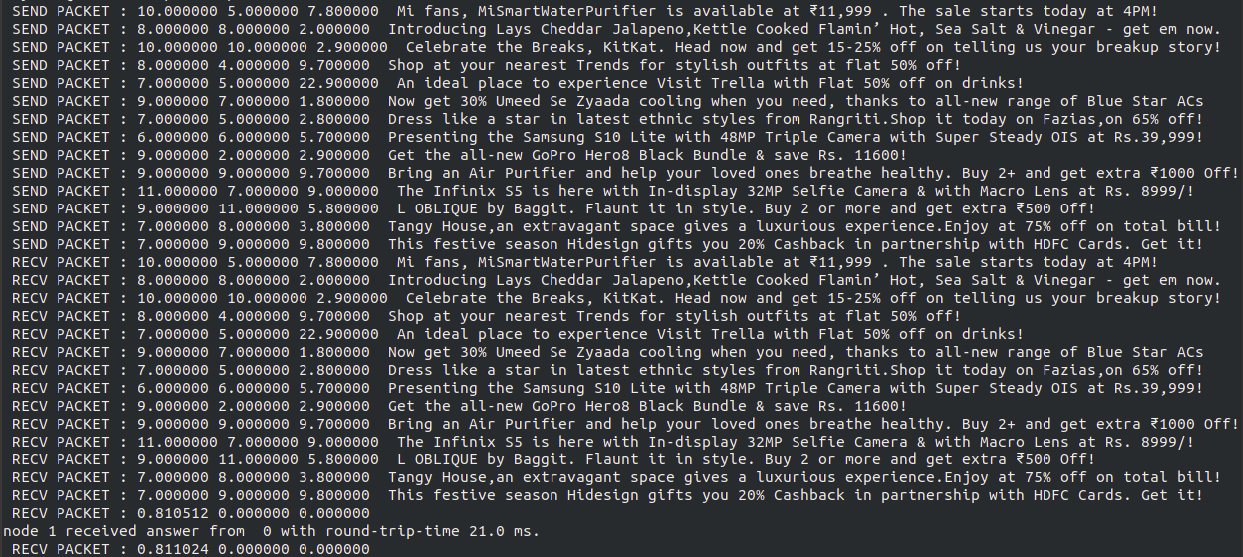 SEND PACKET : 10.000000 5.000000 7.800000 Mi fans, MiSmartWaterPurifier is available at ₹11,999 . The sale starts today at 4PM!
SEND PACKET : 8.000000 8.000000 2.000000 Introducing Lays Cheddar Jalapeno,Kettle Cooked Flamin’ Hot, Sea Salt & Vinegar - get em now.
SEND PACKET : 10.000000 10.000000 2.900000 Celebrate the Breaks, KitKat. Head now and get 15-25% off on telling us your breakup story!
SEND PACKET : 8.000000 4.000000 9.700000 Shop at your nearest Trends for stylish outfits at flat 50% off!
SEND PACKET : 7.000000 5.000000 22.900000 An ideal place to experience Visit Trella with Flat 50% off on drinks!
SEND PACKET : 9.000000 7.000000 1.800000 Now get 30% Umeed Se Zyaada cooling when you need, thanks to all-new range of Blue Star ACs
SEND PACKET : 7.000000 5.000000 2.800000 Dress like a star in latest ethnic styles from Rangriti.Shop it today on Fazias,on 65% off!
SEND PACKET : 6.000000 6.000000 5.700000 Presenting the Samsung S10 Lite with 48MP Triple Camera with Super Steady OIS at Rs.39,999!
SEND PACKET : 9.000000 2.000000 2.900000 Get the all-new GoPro Hero8 Black Bundle & save Rs. 11600!
SEND PACKET : 9.000000 9.000000 9.700000 Bring an Air Purifier and help your loved ones breathe healthy. Buy 2+ and get extra ₹1000 Off!
SEND PACKET : 11.000000 7.000000 9.000000 The Infinix S5 is here with In-display 32MP Selfie Camera & with Macro Lens at Rs. 8999/!
SEND PACKET : 9.000000 11.000000 5.800000 L OBLIQUE by Baggit. Flaunt it in style. Buy 2 or more and get extra ₹500 Off!
SEND PACKET : 7.000000 8.000000 3.800000 Tangy House,an extravagant space gives a luxurious experience.Enjoy at 75% off on total bill!
SEND PACKET : 7.000000 9.000000 9.800000 This festive season Hidesign gifts you 20% Cashback in partnership with HDFC Cards. Get it!
RECV PACKET : 10.000000 5.000000 7.800000 Mi fans, MiSmartWaterPurifier is available at ₹11,999 . The sale starts today at 4PM!
RECV PACKET : 8.000000 8.000000 2.000000 Introducing Lays Cheddar Jalapeno,Kettle Cooked Flamin’ Hot, Sea Salt & Vinegar - get em now.
RECV PACKET : 10.000000 10.000000 2.900000 Celebrate the Breaks, KitKat. Head now and get 15-25% off on telling us your breakup story!
RECV PACKET : 8.000000 4.000000 9.700000 Shop at your nearest Trends for stylish outfits at flat 50% off!
RECV PACKET : 7.000000 5.000000 22.900000 An ideal place to experience Visit Trella with Flat 50% off on drinks!
RECV PACKET : 9.000000 7.000000 1.800000 Now get 30% Umeed Se Zyaada cooling when you need, thanks to all-new range of Blue Star ACs
RECV PACKET : 7.000000 5.000000 2.800000 Dress like a star in latest ethnic styles from Rangriti.Shop it today on Fazias,on 65% off!
RECV PACKET : 6.000000 6.000000 5.700000 Presenting the Samsung S10 Lite with 48MP Triple Camera with Super Steady OIS at Rs.39,999!
RECV PACKET : 9.000000 2.000000 2.900000 Get the all-new GoPro Hero8 Black Bundle & save Rs. 11600!
RECV PACKET : 9.000000 9.000000 9.700000 Bring an Air Purifier and help your loved ones breathe healthy. Buy 2+ and get extra ₹1000 Off!
RECV PACKET : 11.000000 7.000000 9.000000 The Infinix S5 is here with In-display 32MP Selfie Camera & with Macro Lens at Rs. 8999/!
RECV PACKET : 9.000000 11.000000 5.800000 L OBLIQUE by Baggit. Flaunt it in style. Buy 2 or more and get extra ₹500 Off!
RECV PACKET : 7.000000 8.000000 3.800000 Tangy House,an extravagant space gives a luxurious experience.Enjoy at 75% off on total bill!
RECV PACKET : 7.000000 9.000000 9.800000 This festive season Hidesign gifts you 20% Cashback in partnership with HDFC Cards. Get it!
RECV PACKET : 0.810512 0.000000 0.000000
node 1 received answer from 0 with round-trip-time 21.0 ms.
RECV PACKET : 0.811024 0.000000 0.000000